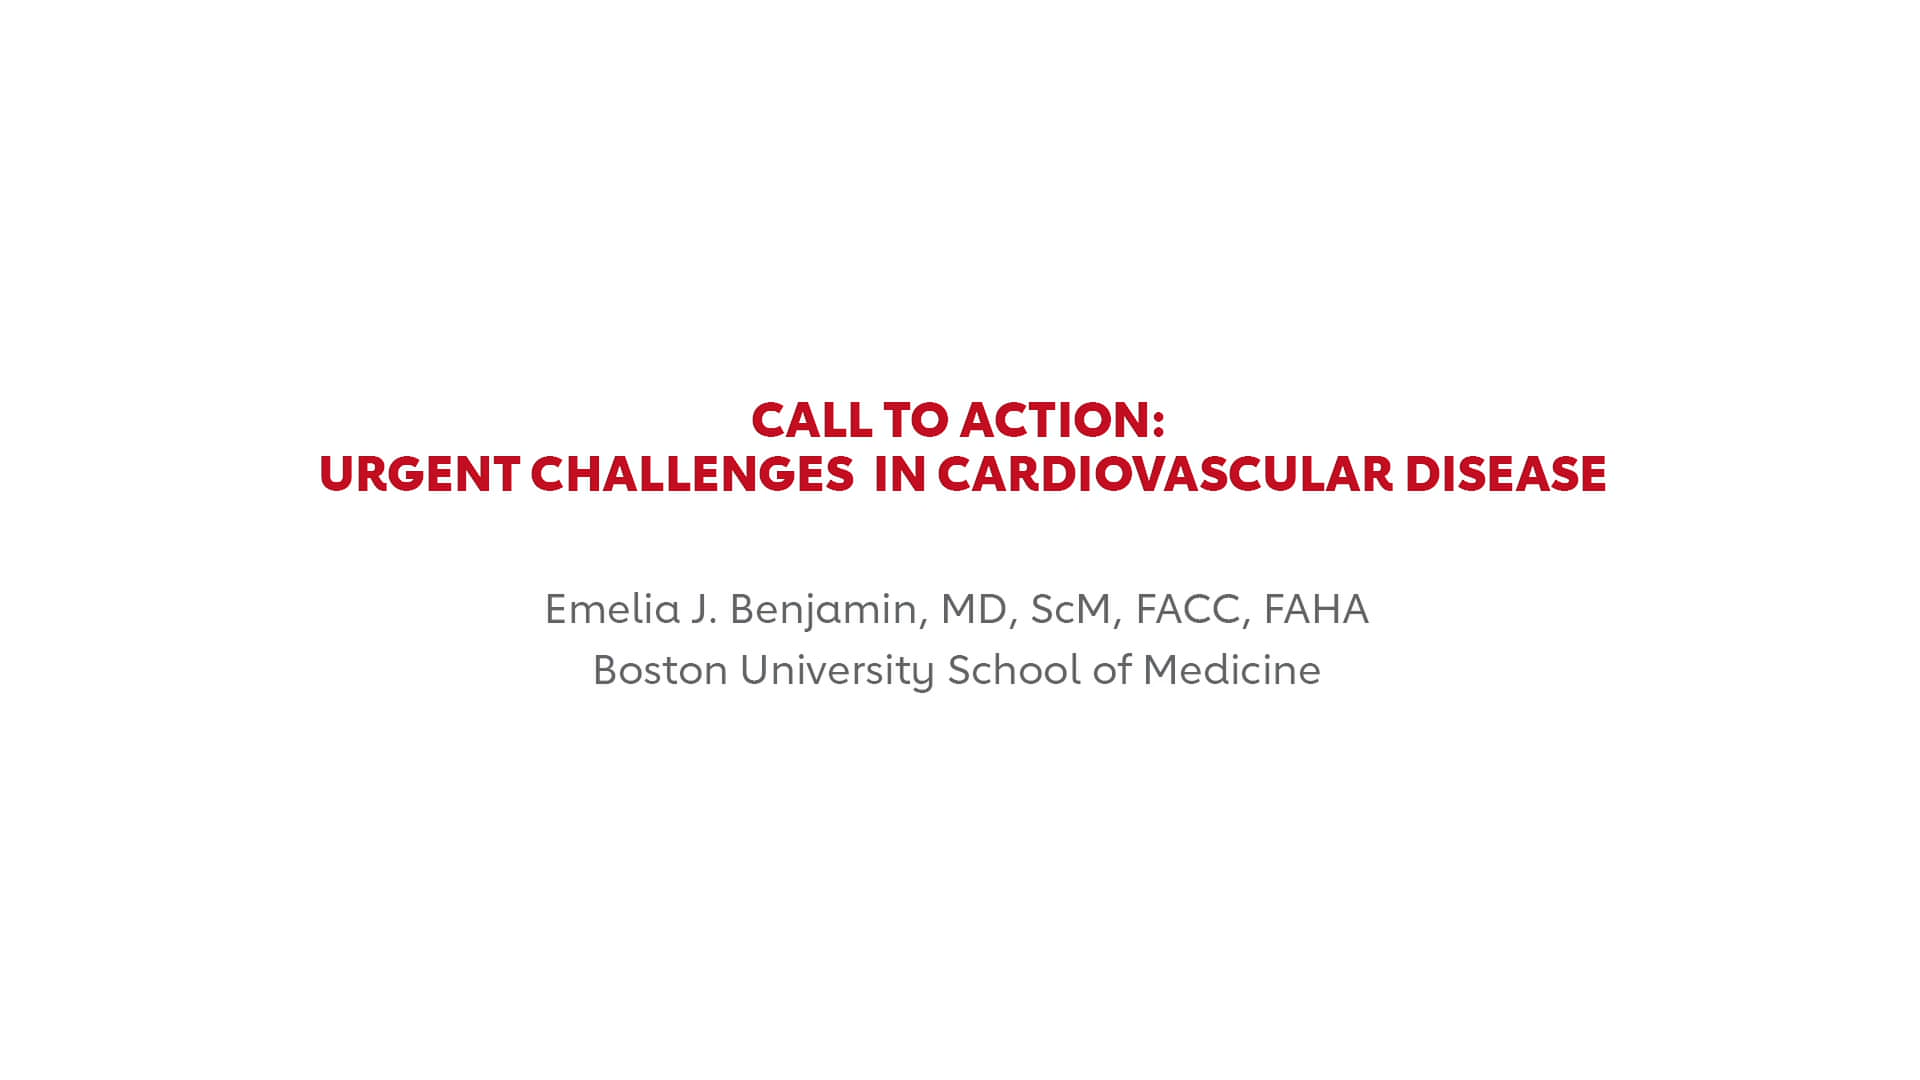 CALL TO ACTION:
URGENT CHALLENGES  IN CARDIOVASCULAR DISEASE
Emelia J. Benjamin, MD, ScM, FACC, FAHA
Boston University School of Medicine